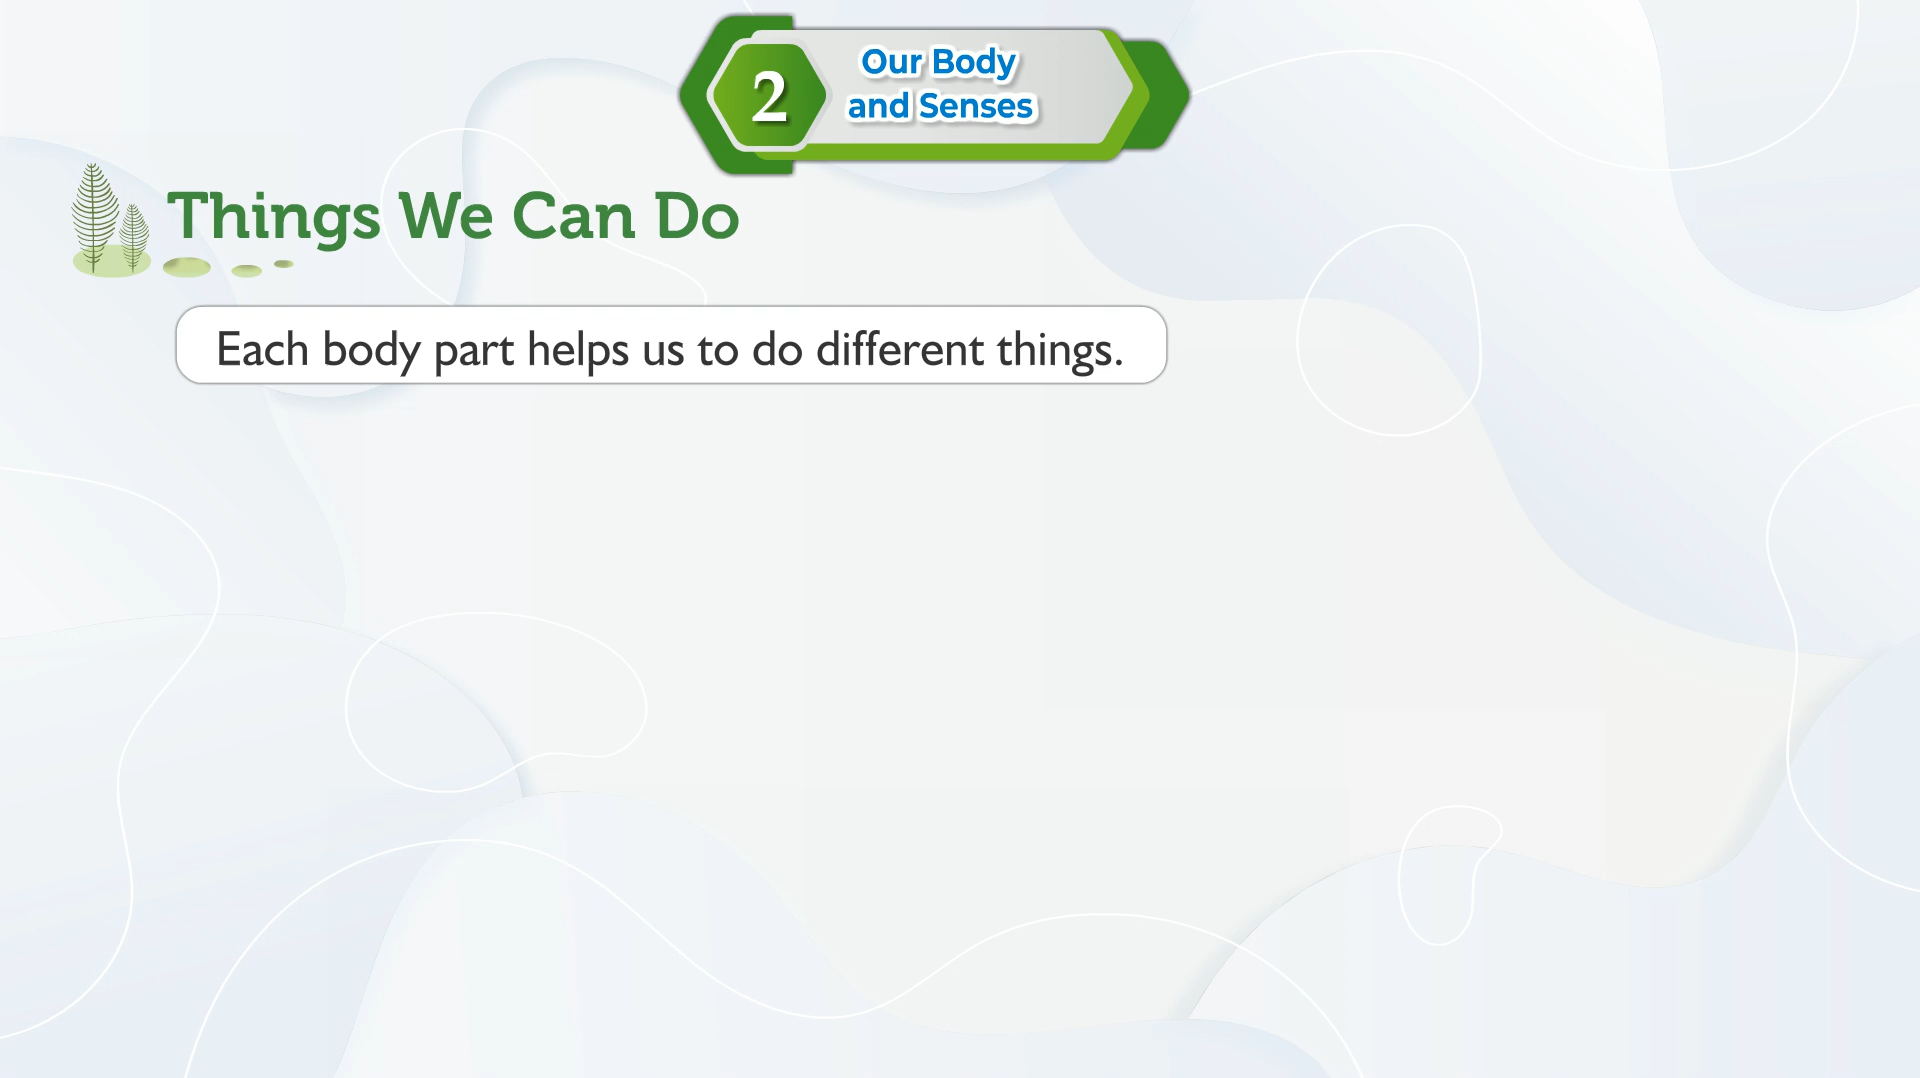 2
Our Body
and Senses
Things We Can Do
Each body part helps us to do different things.